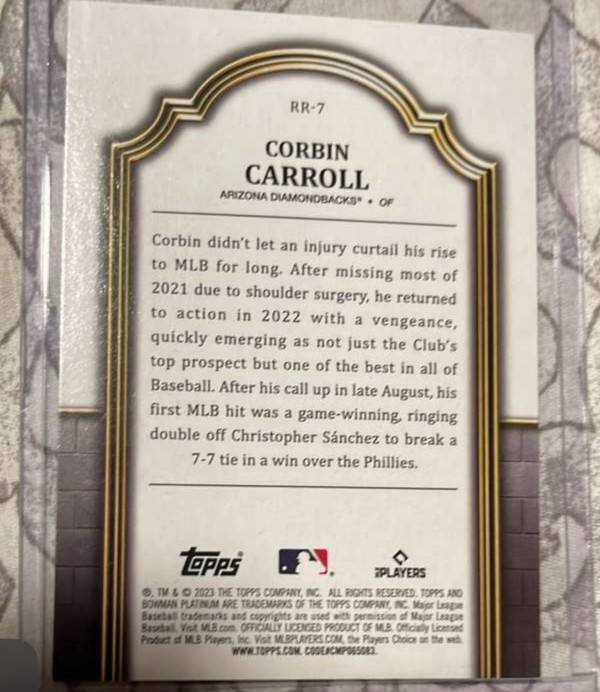 RR-7
CORBIN
CARROLL
ARIZONA DIAMONDBACKS® • OF
Corbin didn't let an injury curtail his rise
to MLB for long. After missing most of
2021 due to shoulder surgery, he returned
to action in 2022 with a vengeance,
quickly emerging as not just the Club's
top prospect but one of the best in all of
Baseball. After his call up in late August, his
first MLB hit was a game-winning, ringing
double off Christopher Sánchez to break a
7-7 tie in a win over the Phillies.
topps
PLAYERS
®, TM & © 2023 THE TOPPS COMPANY, INC. ALL RIGHTS RESERVED. TOPPS AND
BOWMAN PLATINUM ARE TRADEMARKS OF THE TOPPS COMPANY, INC. Major League
Baseball trademarks and copyrights are used with permission of Major League
Baseball. Visit MLB.com. OFFICIALLY LICENSED PRODUCT OF MLB. Officially Licensed
Product of MLB Players, Inc. Visit MLBPLAYERS.COM, the Players Choice on the web.
WWW.TOPPS.COM. CODE#CMP065083.